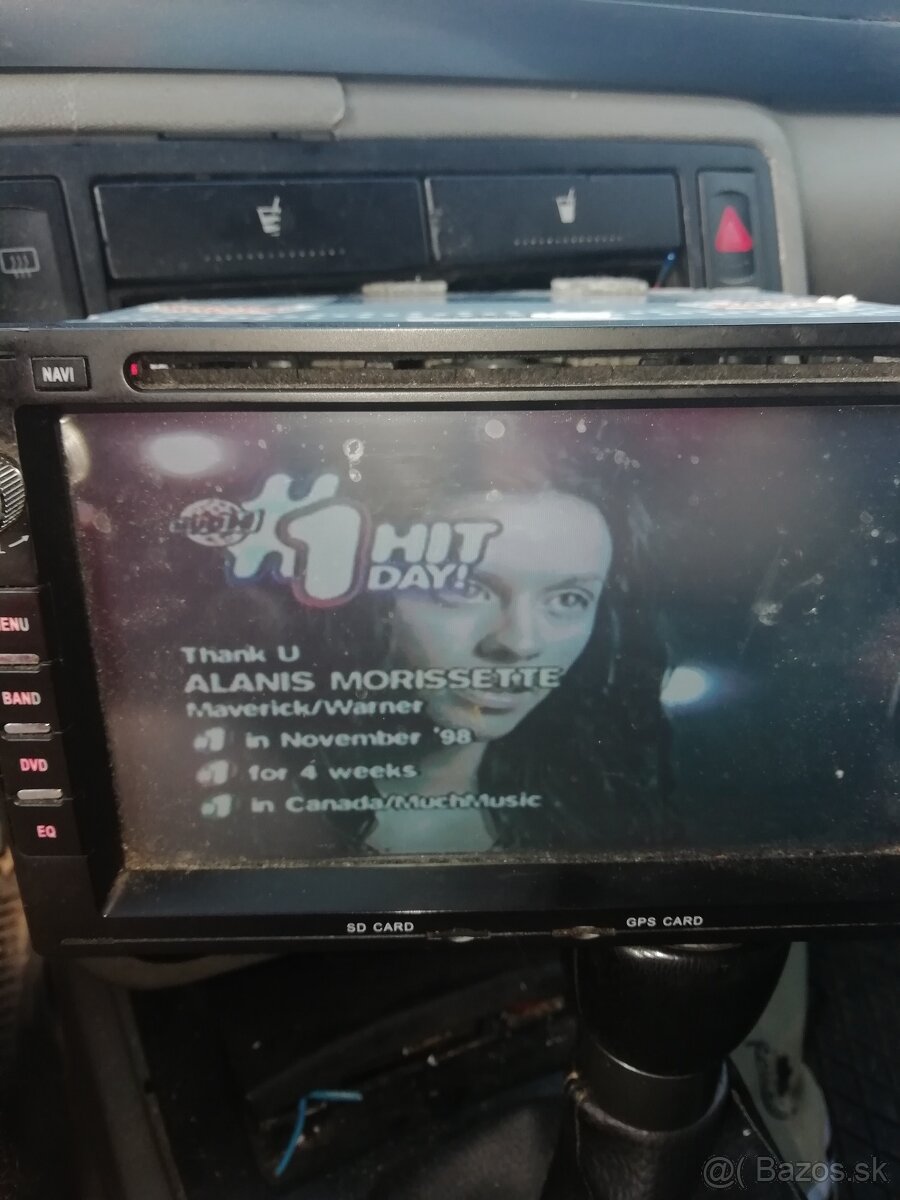 NAVI
#1 HIT
DAY!
Thank U
ALANIS MORISSETTE
Maverick/Warner
#1 in November '98
#1 for 4 weeks
#1 in Canada/MuchMusic
BAND
DVD
EQ
SD CARD
GPS CARD
@( Bazos.sk